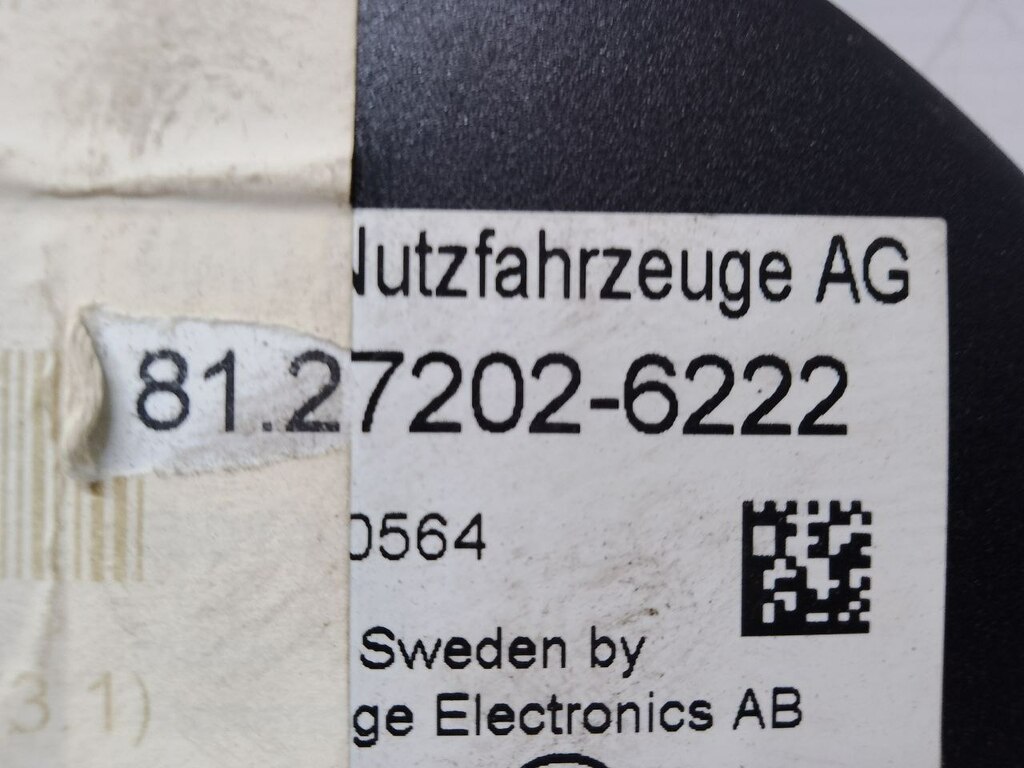 Nutzfahrzeuge AG
81.27202-6222
0564
Sweden by
ge Electronics AB
3.1)